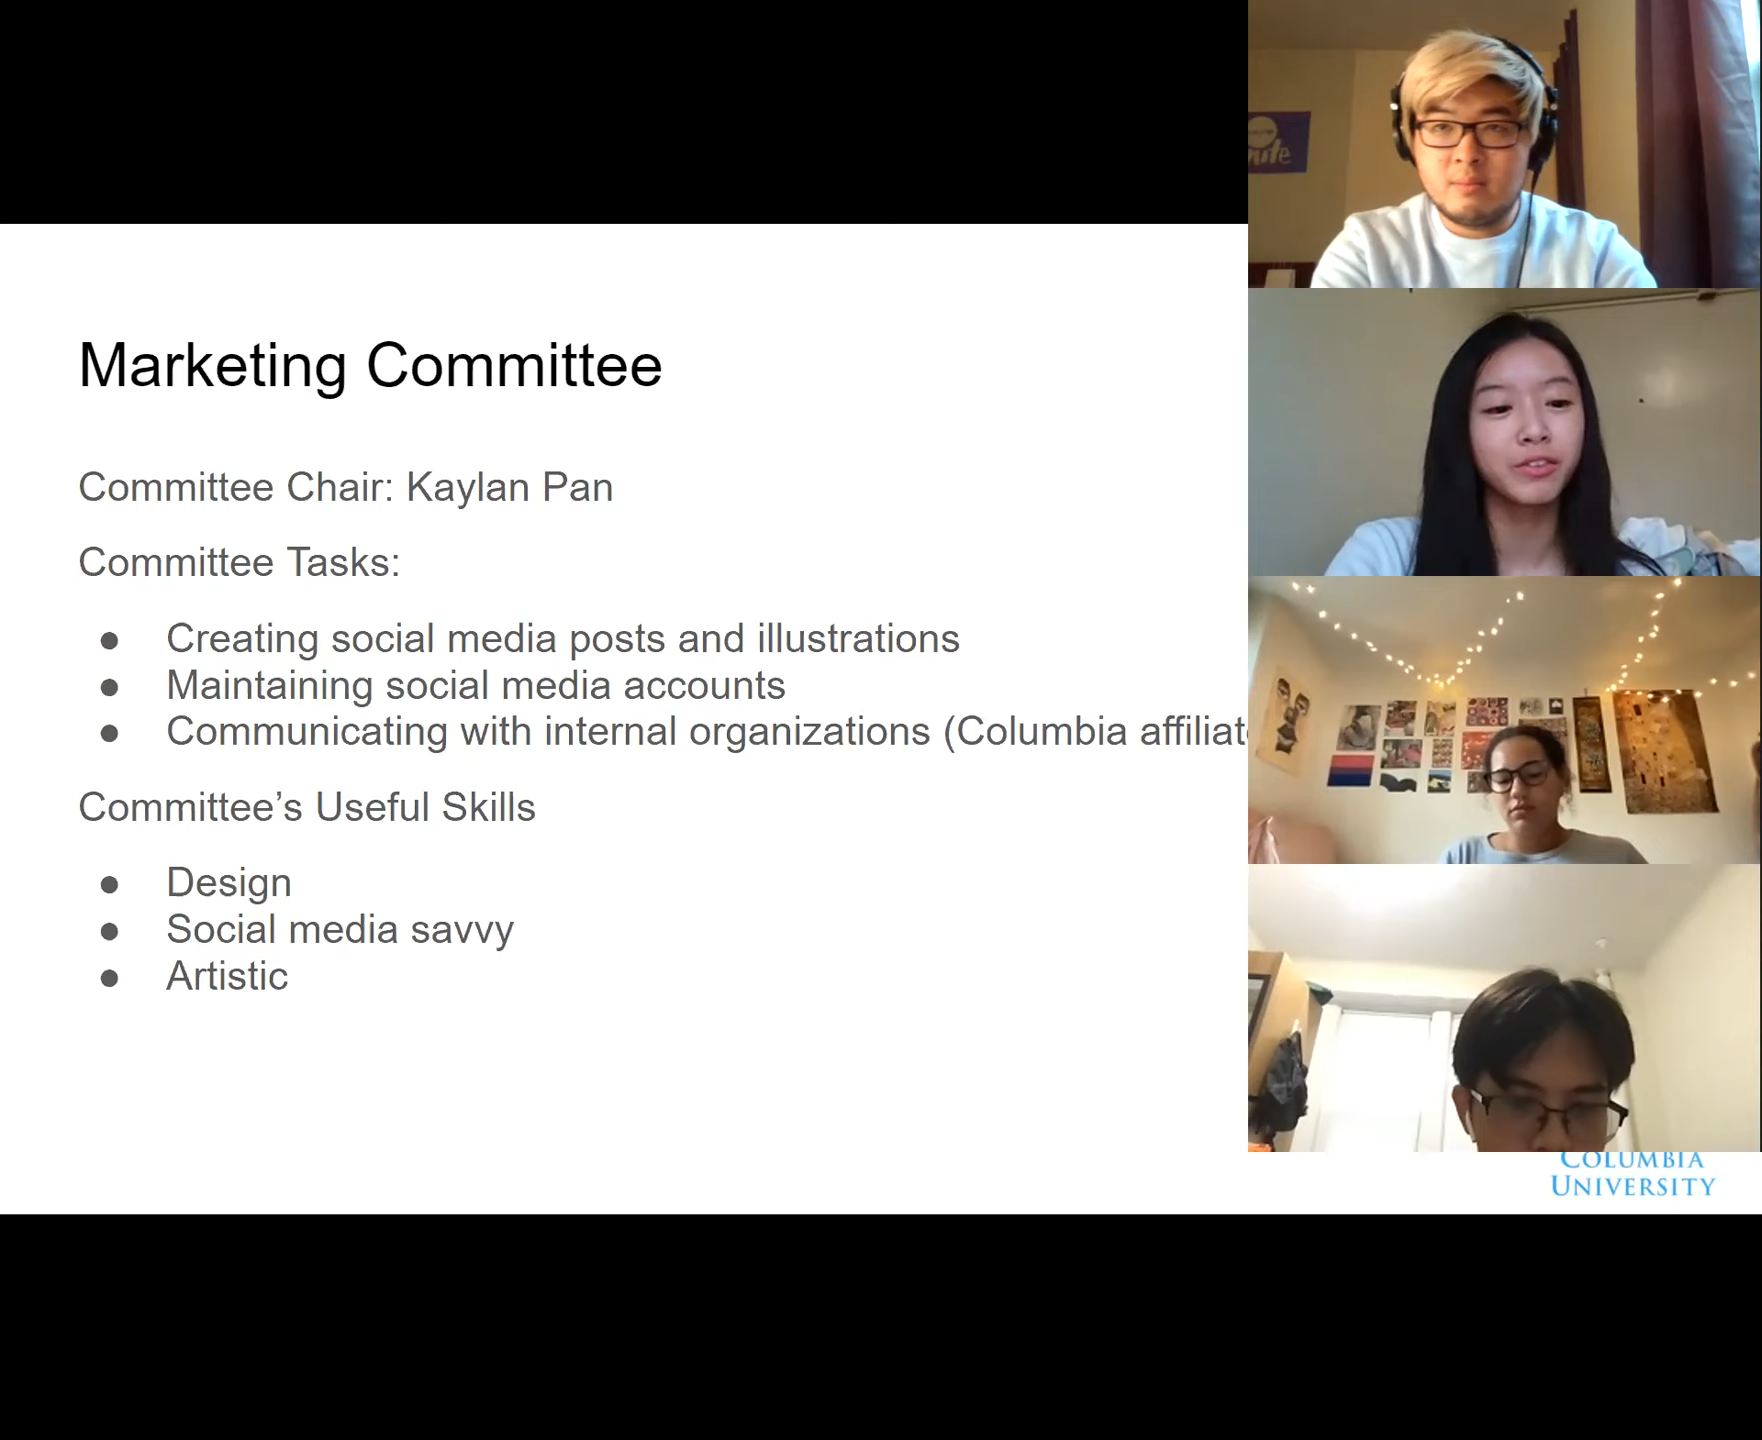 Marketing Committee
Committee Chair: Kaylan Pan
Committee Tasks:
● Creating social media posts and illustrations
● Maintaining social media accounts
● Communicating with internal organizations (Columbia
Committee’s Useful Skills
● Design
● Social media savvy
● Artistic
COLUMBIA
UNIVERSITY